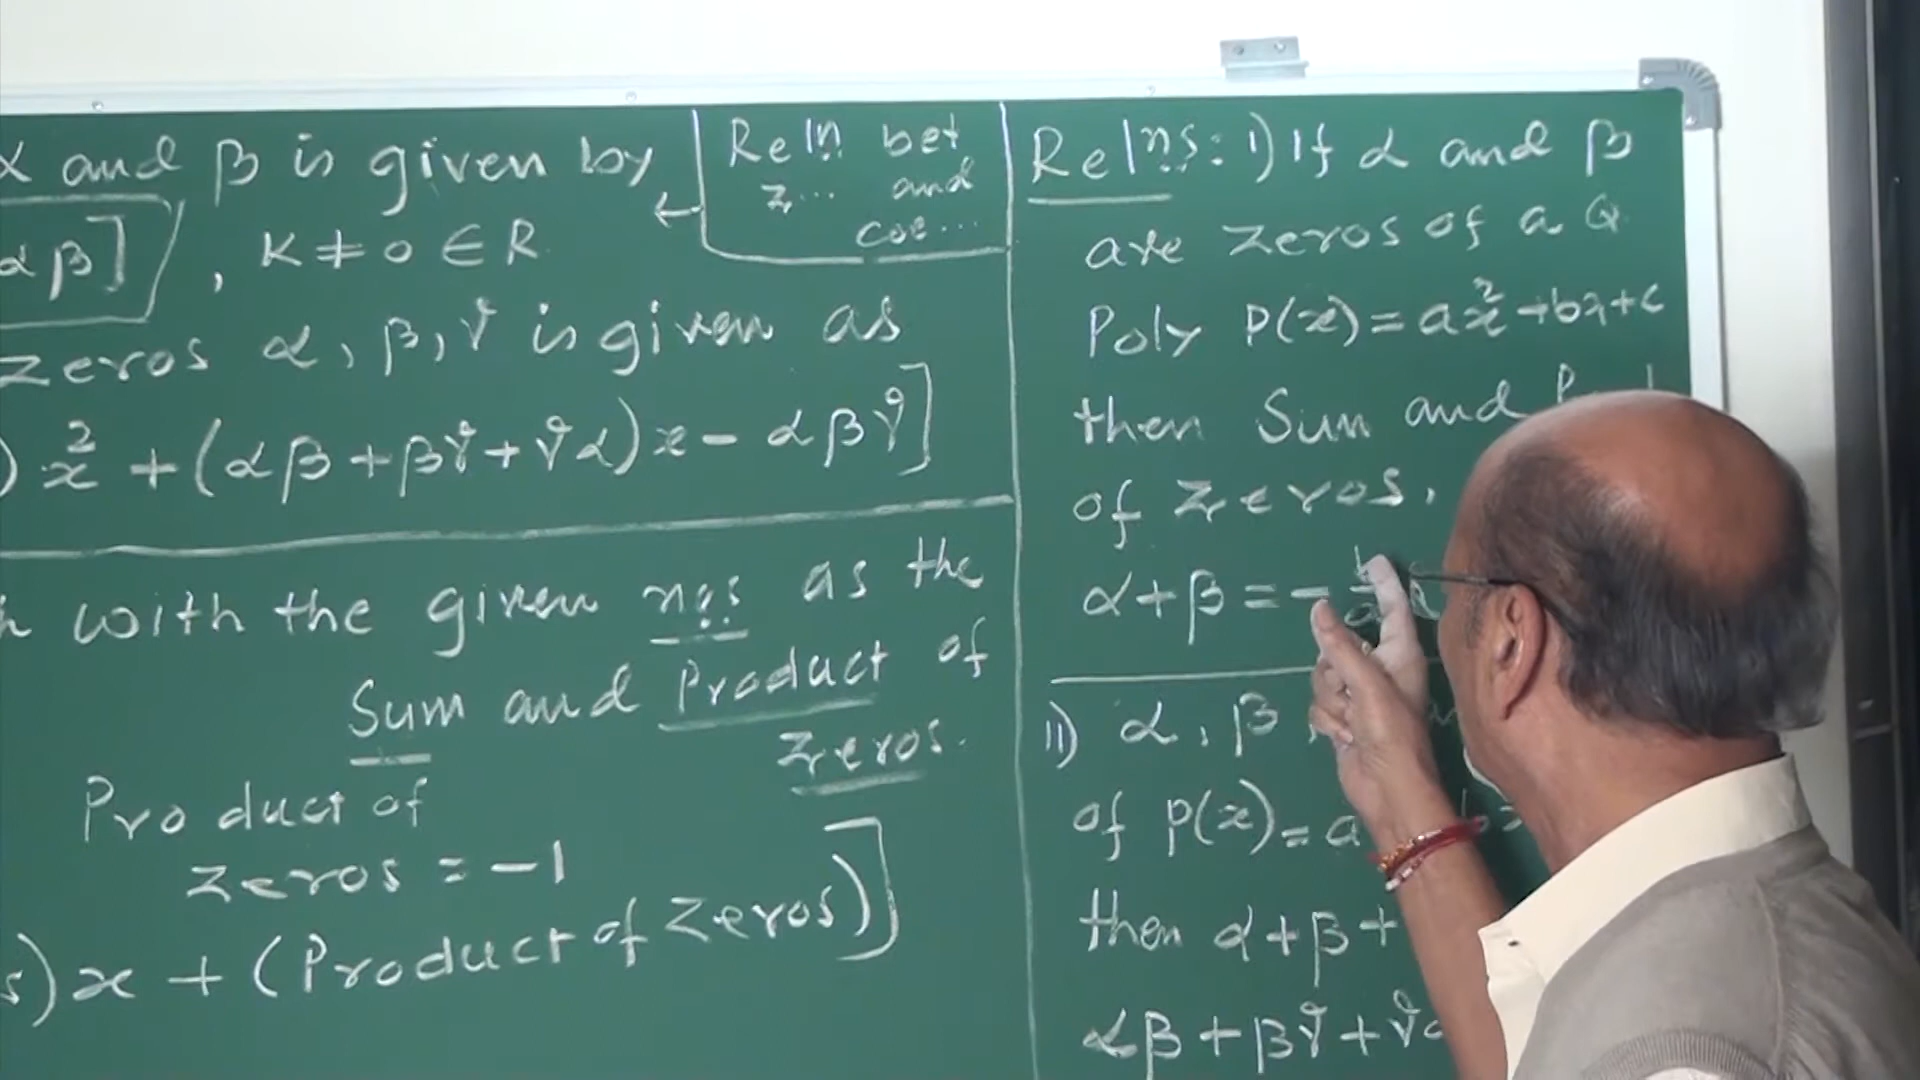 α and β is given by
αβ] , K ≠ 0 ∈ R
zeros α, β, γ is given as
) x² + (αβ + βγ + γα)x - αβγ]
with the given nos as the
Sum and Product of
zeros.
Product of
zeros = -1
s)x + (Product of zeros)]
Reln bet
z... and
coe...
Relns: i) If α and β
are zeros of a Q
Poly P(x) = ax² + bx + c
then Sum and
of zeros.
α + β = - b/a
ii) α, β,
of p(x) = a
then α + β +
αβ + βγ + γα